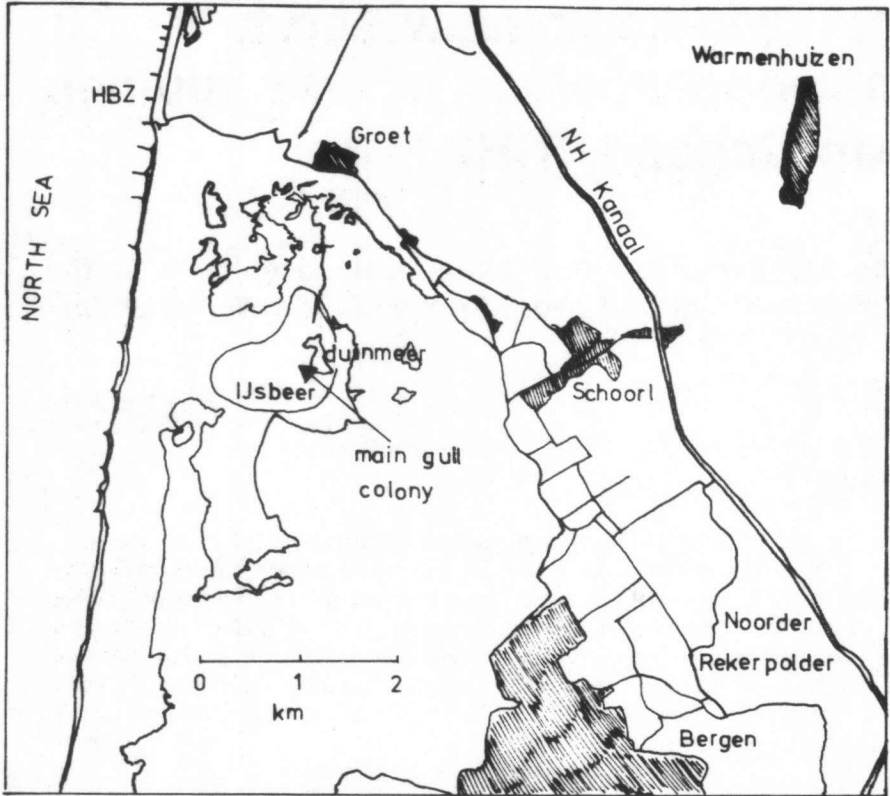 Warmenhuizen
HBZ
Groet
NH Kanaal
NORTH SEA
duinmeer
IJsbeer
Schoorl
main gull
colony
Noorder
Rekerpolder
0 2
km
Bergen